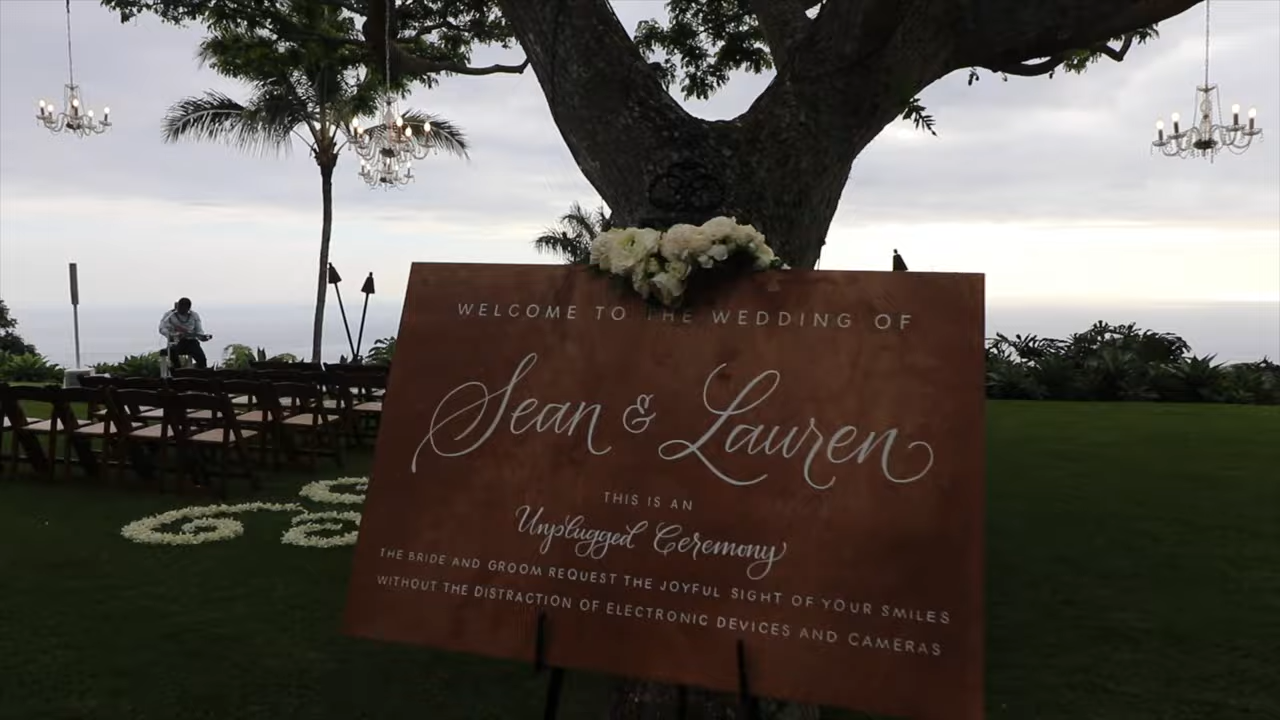 WELCOME TO THE WEDDING OF
Sean & Lauren
THIS IS AN
Unplugged Ceremony
THE BRIDE AND GROOM REQUEST THE JOYFUL SIGHT OF YOUR SMILES
WITHOUT THE DISTRACTION OF ELECTRONIC DEVICES AND CAMERAS